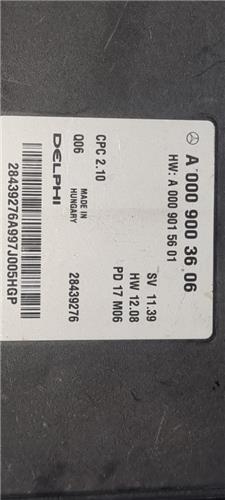 A 000 900 36 06
HW: A 000 901 56 01
SV 11.39
HW 12.08
PD 17 M06
CPC 2.10
Q06
MADE IN
HUNGARY
28439276
DELPHI
28439276A997J005HGP